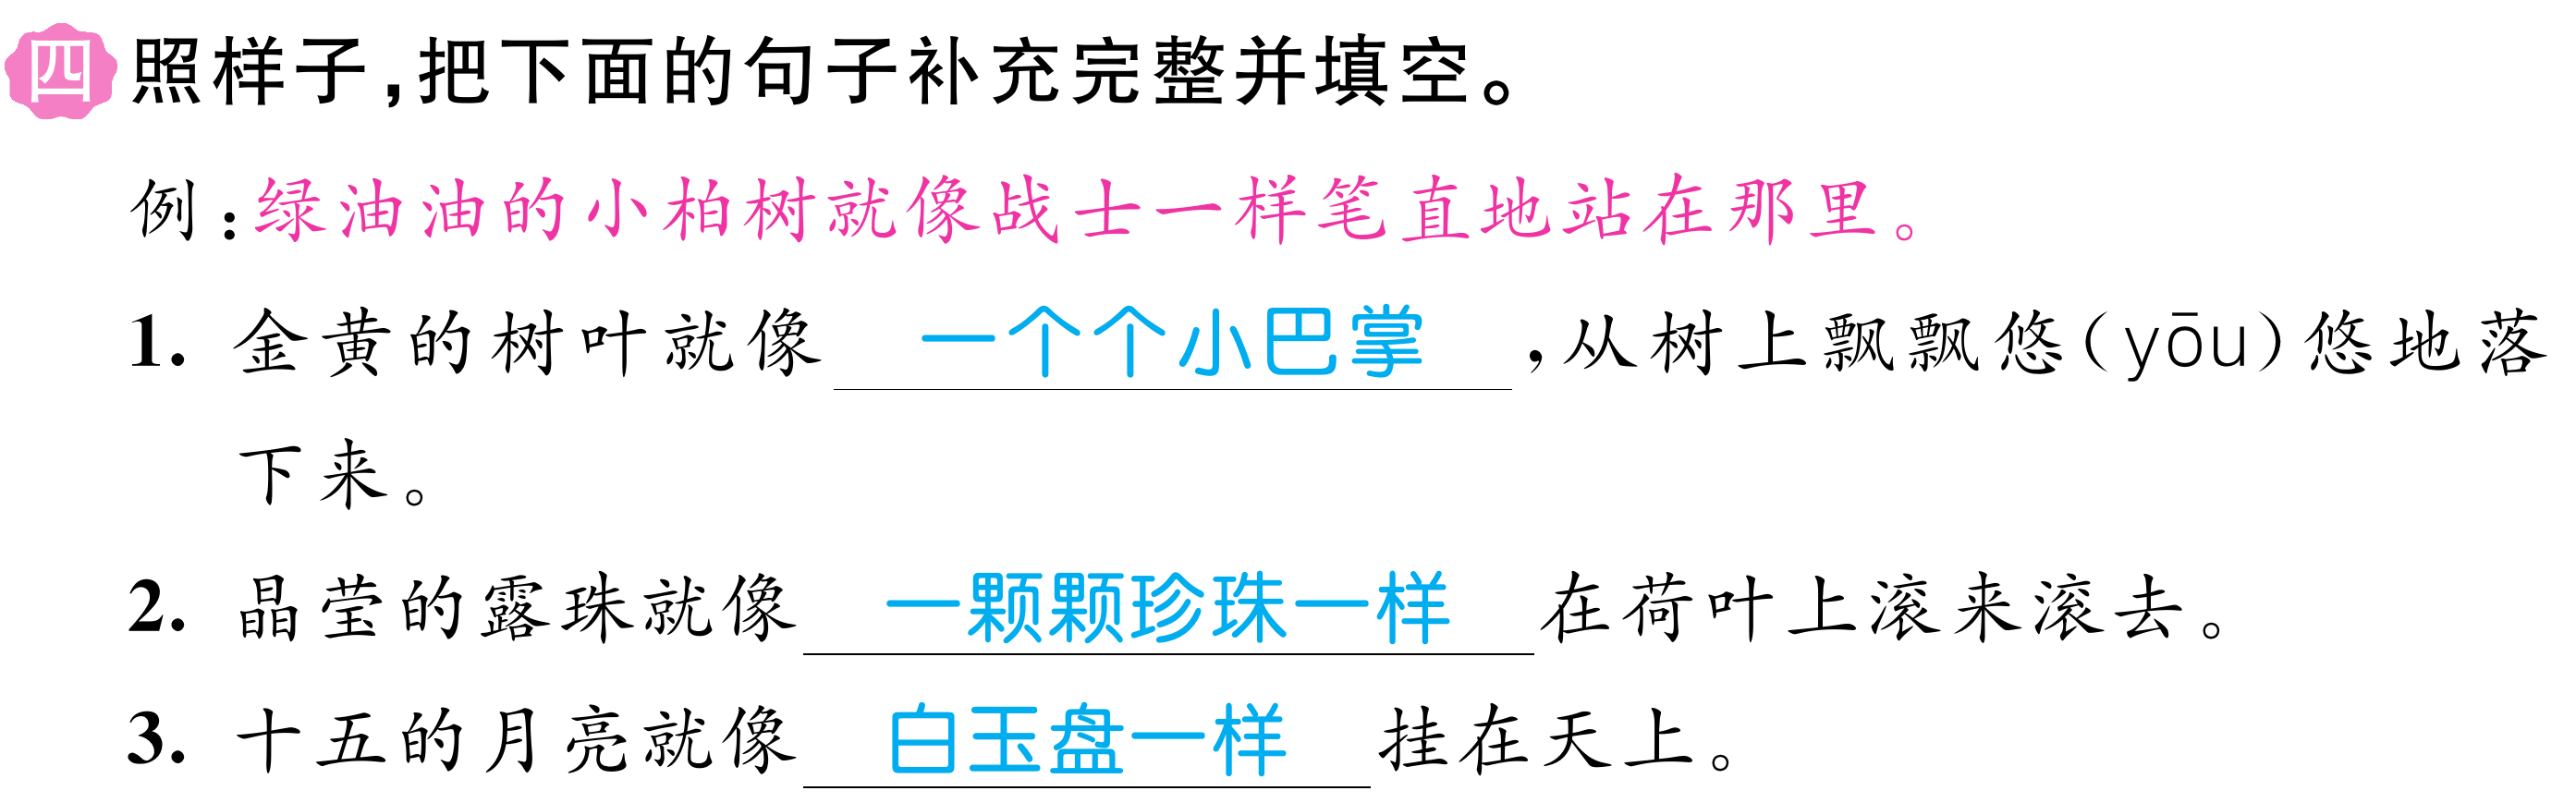 四 照样子,把下面的句子补充完整并填空。
例:绿油油的小柏树就像战士一样笔直地站在那里。
1. 金黄的树叶就像 一个个小巴掌 ,从树上飘飘悠(yōu)悠地落
下来。
2. 晶莹的露珠就像 一颗颗珍珠一样 在荷叶上滚来滚去。
3. 十五的月亮就像 白玉盘一样 挂在天上。